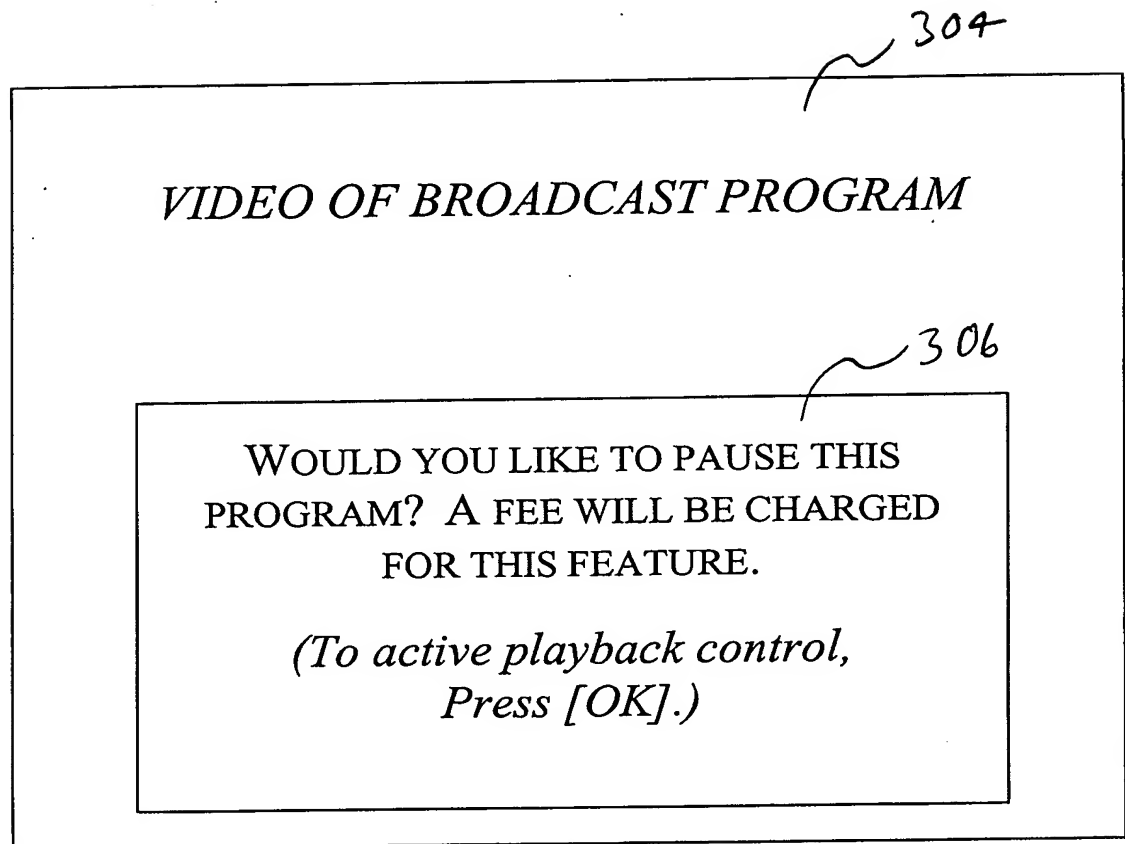 304
VIDEO OF BROADCAST PROGRAM
306
WOULD YOU LIKE TO PAUSE THIS
PROGRAM? A FEE WILL BE CHARGED
FOR THIS FEATURE.
(To active playback control,
Press [OK].)